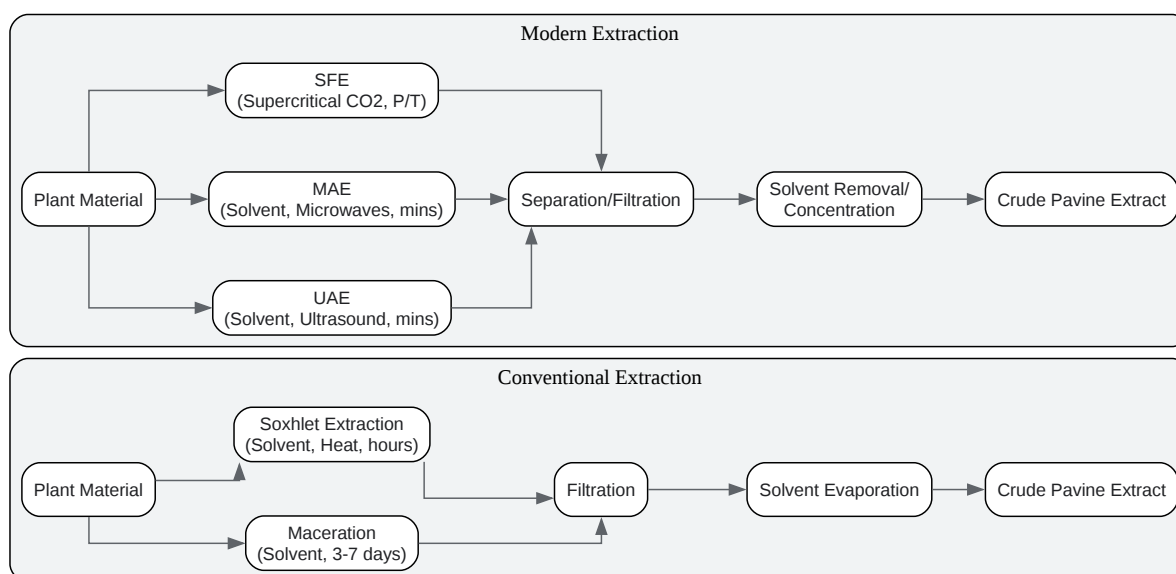 Modern Extraction
SFE
(Supercritical CO2, P/T)
Plant Material
MAE
(Solvent, Microwaves, mins)
Separation/Filtration
Solvent Removal/
Concentration
Crude Pavine Extract
UAE
(Solvent, Ultrasound, mins)
Conventional Extraction
Soxhlet Extraction
(Solvent, Heat, hours)
Plant Material
Filtration
Solvent Evaporation
Crude Pavine Extract
Maceration
(Solvent, 3-7 days)